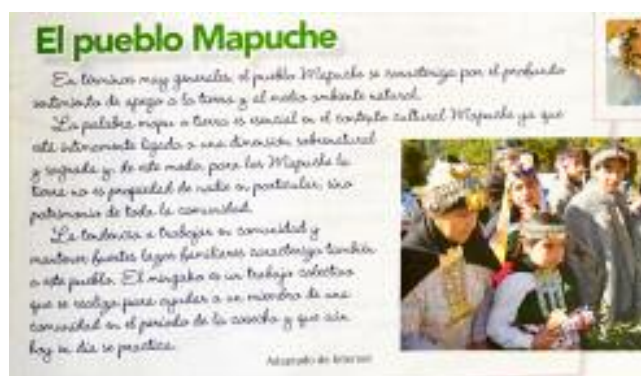 El pueblo Mapuche
En términos muy generales, el pueblo Mapuche se caracteriza por el profundo
sentimiento de apego a la tierra y al medio ambiente natural.
La palabra mapu o tierra es esencial en el contexto cultural Mapuche ya que
está íntimamente ligada a una dimensión sobrenatural
y sagrada y, de este modo, para los Mapuche la
tierra no es propiedad de nadie en particular, sino
patrimonio de toda la comunidad.
La tendencia a trabajar en comunidad y
mantener fuertes lazos familiares caracteriza también
a este pueblo. El mingako es un trabajo colectivo
que se realiza para ayudar a un miembro de una
comunidad en el periodo de la cosecha y que aún
hoy en día se practica.
Adaptado de Internet